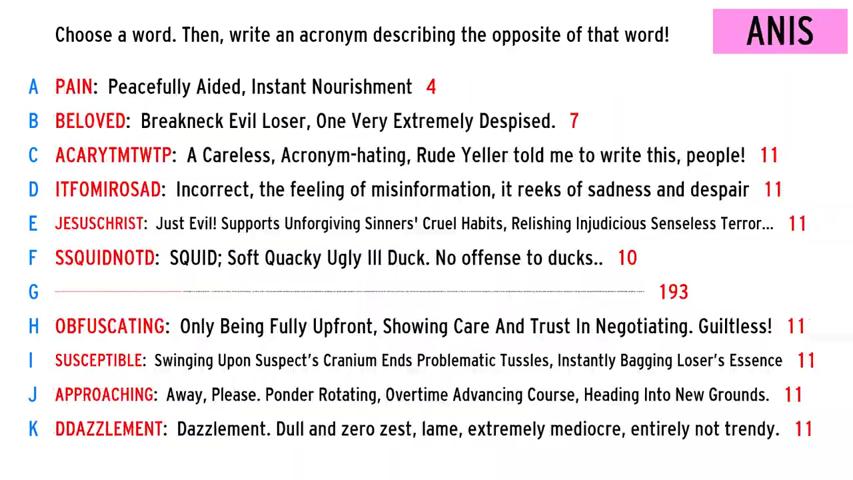 Choose a word. Then, write an acronym describing the opposite of that word!
ANIS
A PAIN: Peacefully Aided, Instant Nourishment 4
B BELOVED: Breakneck Evil Loser, One Very Extremely Despised. 7
C ACARYTMTWTP: A Careless, Acronym-hating, Rude Yeller told me to write this, people! 11
D ITFOMIROSAD: Incorrect, the feeling of misinformation, it reeks of sadness and despair 11
E JESUSCHRIST: Just Evil! Supports Unforgiving Sinners' Cruel Habits, Relishing Injudicious Senseless Terror... 11
F SSQUIDNOTD: SQUID; Soft Quacky Ugly Ill Duck. No offense to ducks.. 10
G 193
H OBFUSCATING: Only Being Fully Upfront, Showing Care And Trust In Negotiating. Guiltless! 11
I SUSCEPTIBLE: Swinging Upon Suspect's Cranium Ends Problematic Tussles, Instantly Bagging Loser's Essence 11
J APPROACHING: Away, Please. Ponder Rotating, Overtime Advancing Course, Heading Into New Grounds. 11
K DDAZZLEMENT: Dazzlement. Dull and zero zest, lame, extremely mediocre, entirely not trendy. 11